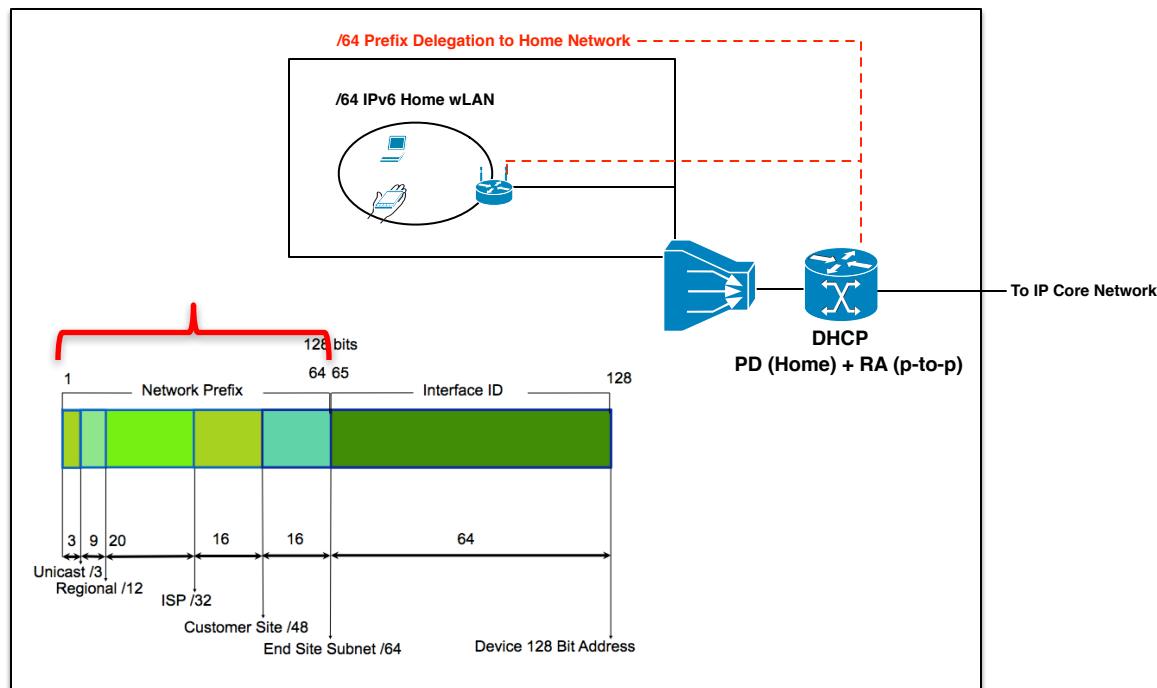 /64 Prefix Delegation to Home Network
/64 IPv6 Home wLAN
To IP Core Network
DHCP
PD (Home) + RA (p-to-p)
128 bits
1
64 65
128
Network Prefix
Interface ID
3
9
20
16
16
64
Unicast /3
Regional /12
ISP /32
Customer Site /48
End Site Subnet /64
Device 128 Bit Address